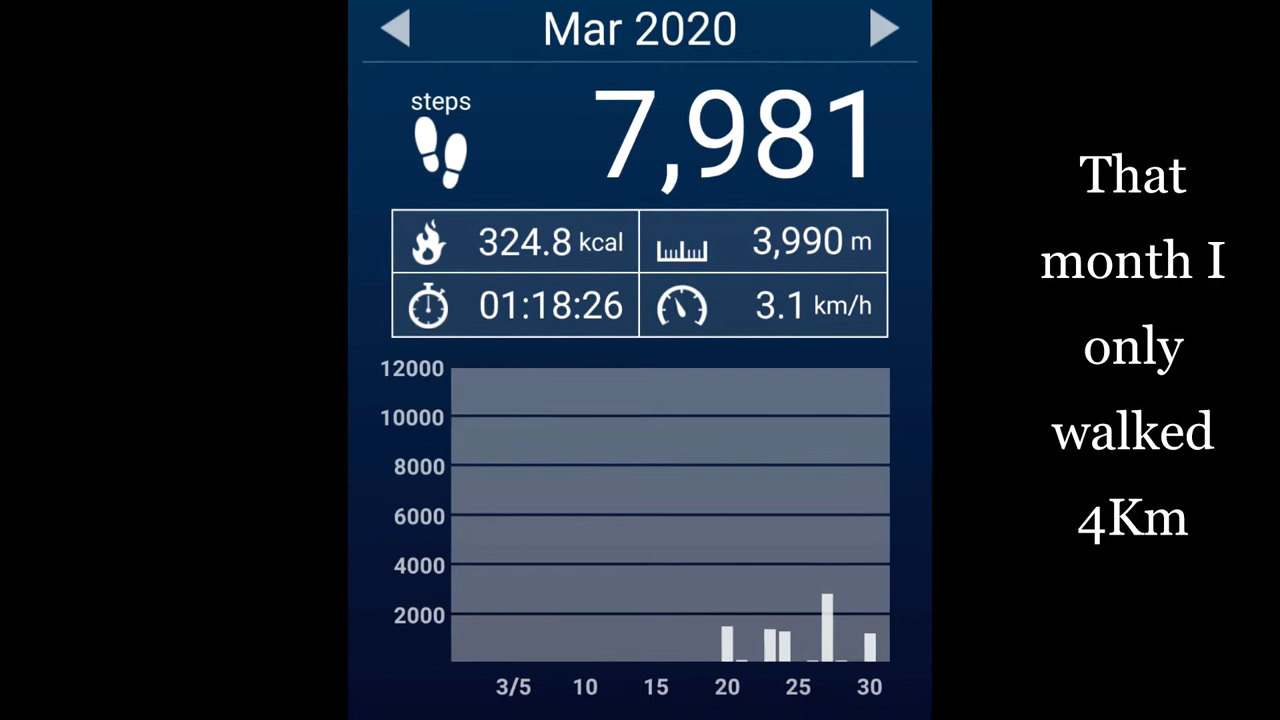 Mar 2020
steps
7,981
324.8 kcal
3,990 m
01:18:26
3.1 km/h
12000
10000
8000
6000
4000
2000
3/5 10 15 20 25 30
That
month I
only
walked
4Km